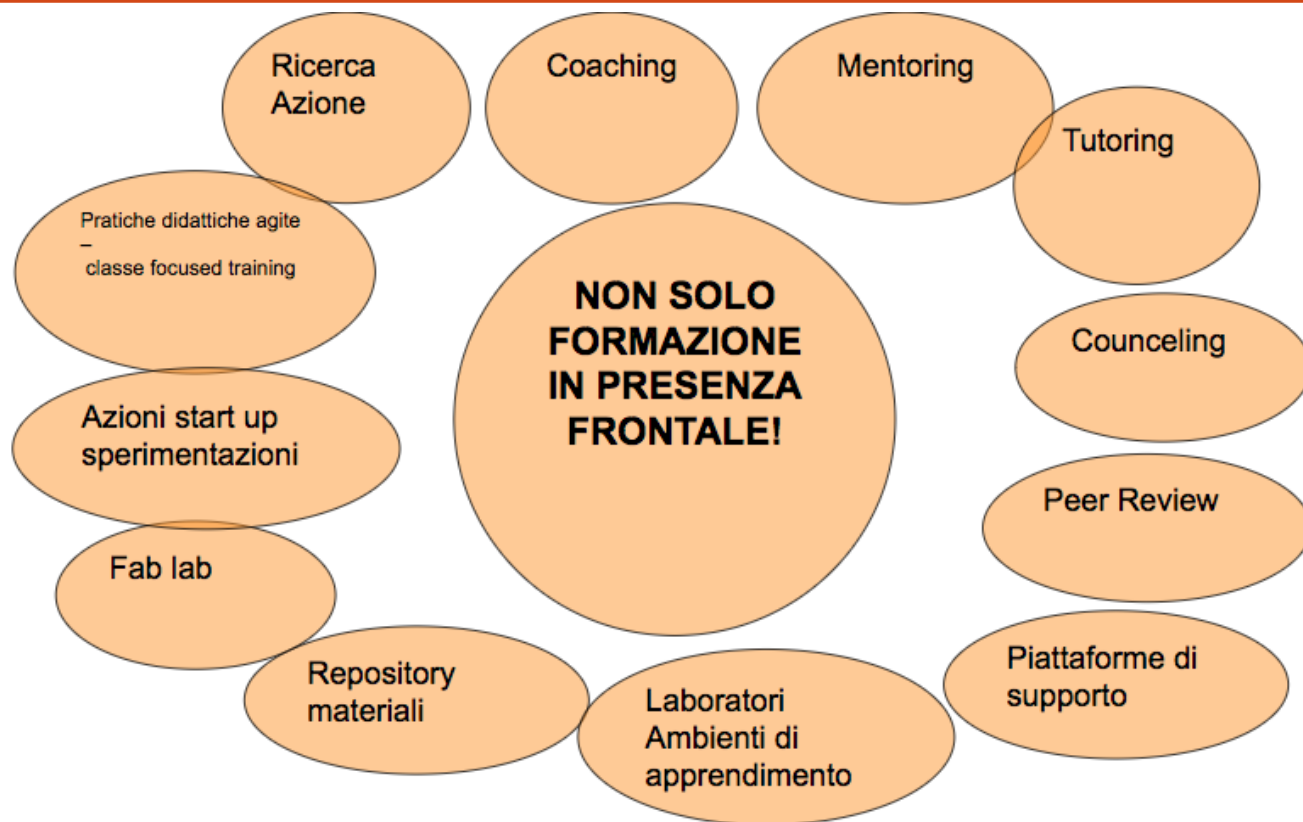 Ricerca
Azione
Coaching
Mentoring
Tutoring
Pratiche didattiche agite
–
classe focused training
NON SOLO
FORMAZIONE
IN PRESENZA
FRONTALE!
Counceling
Azioni start up
sperimentazioni
Peer Review
Fab lab
Repository
materiali
Laboratori
Ambienti di
apprendimento
Piattaforme di
supporto